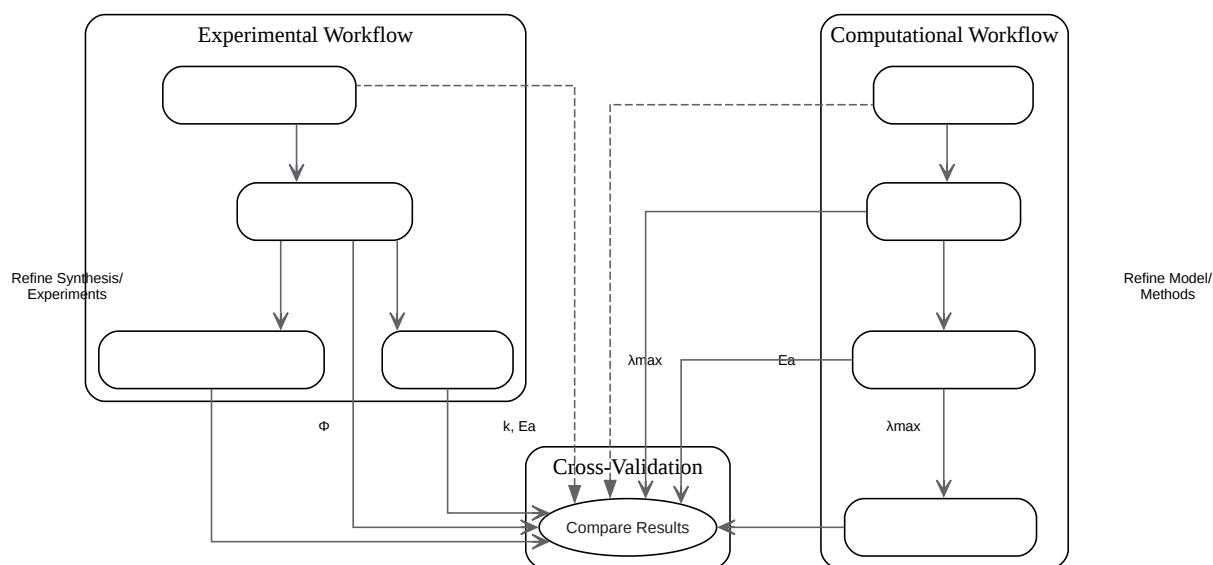 Experimental Workflow
Computational Workflow
Refine Synthesis/
Experiments
Refine Model/
Methods
λmax
Ea
Φ
k, Ea
λmax
Cross-Validation
Compare Results